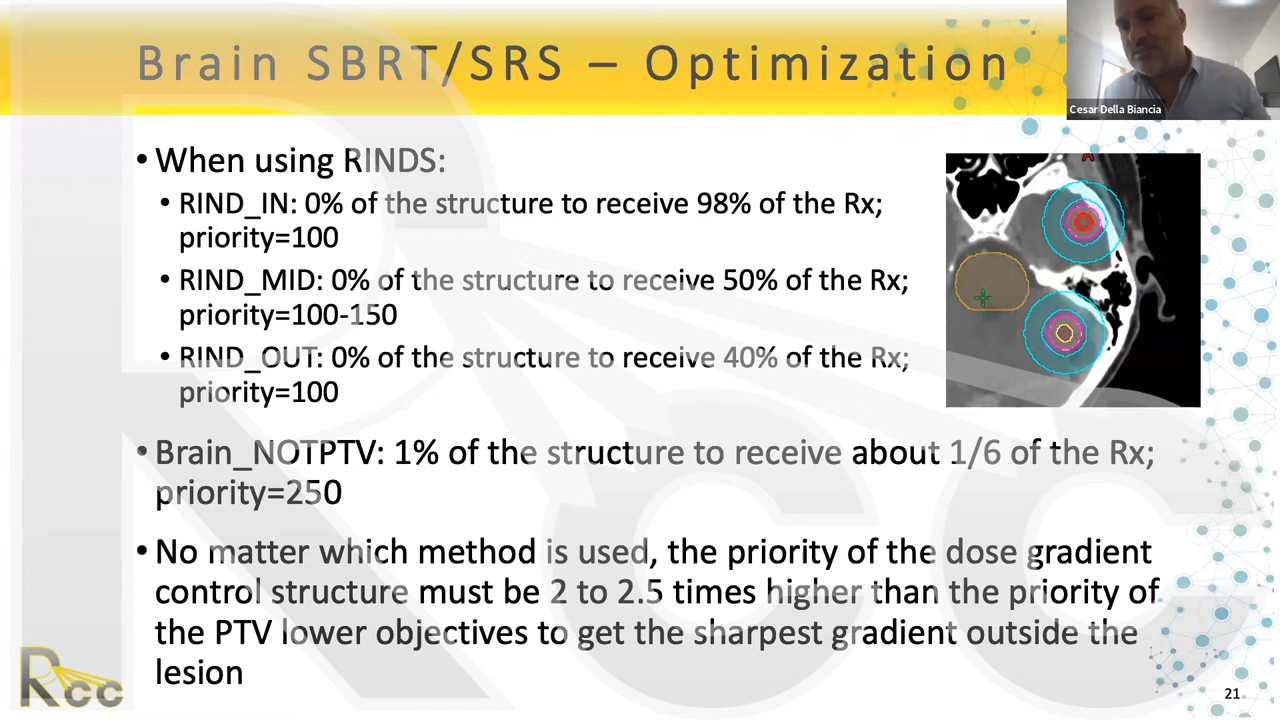 Brain SBRT/SRS – Optimization
Cesar Della Biancia
• When using RINDS:
• RIND_IN: 0% of the structure to receive 98% of the Rx;
priority=100
• RIND_MID: 0% of the structure to receive 50% of the Rx;
priority=100-150
• RIND_OUT: 0% of the structure to receive 40% of the Rx;
priority=100
A
• Brain_NOTPTV: 1% of the structure to receive about 1/6 of the Rx;
priority=250
• No matter which method is used, the priority of the dose gradient
control structure must be 2 to 2.5 times higher than the priority of
the PTV lower objectives to get the sharpest gradient outside the
lesion
Rcc
21